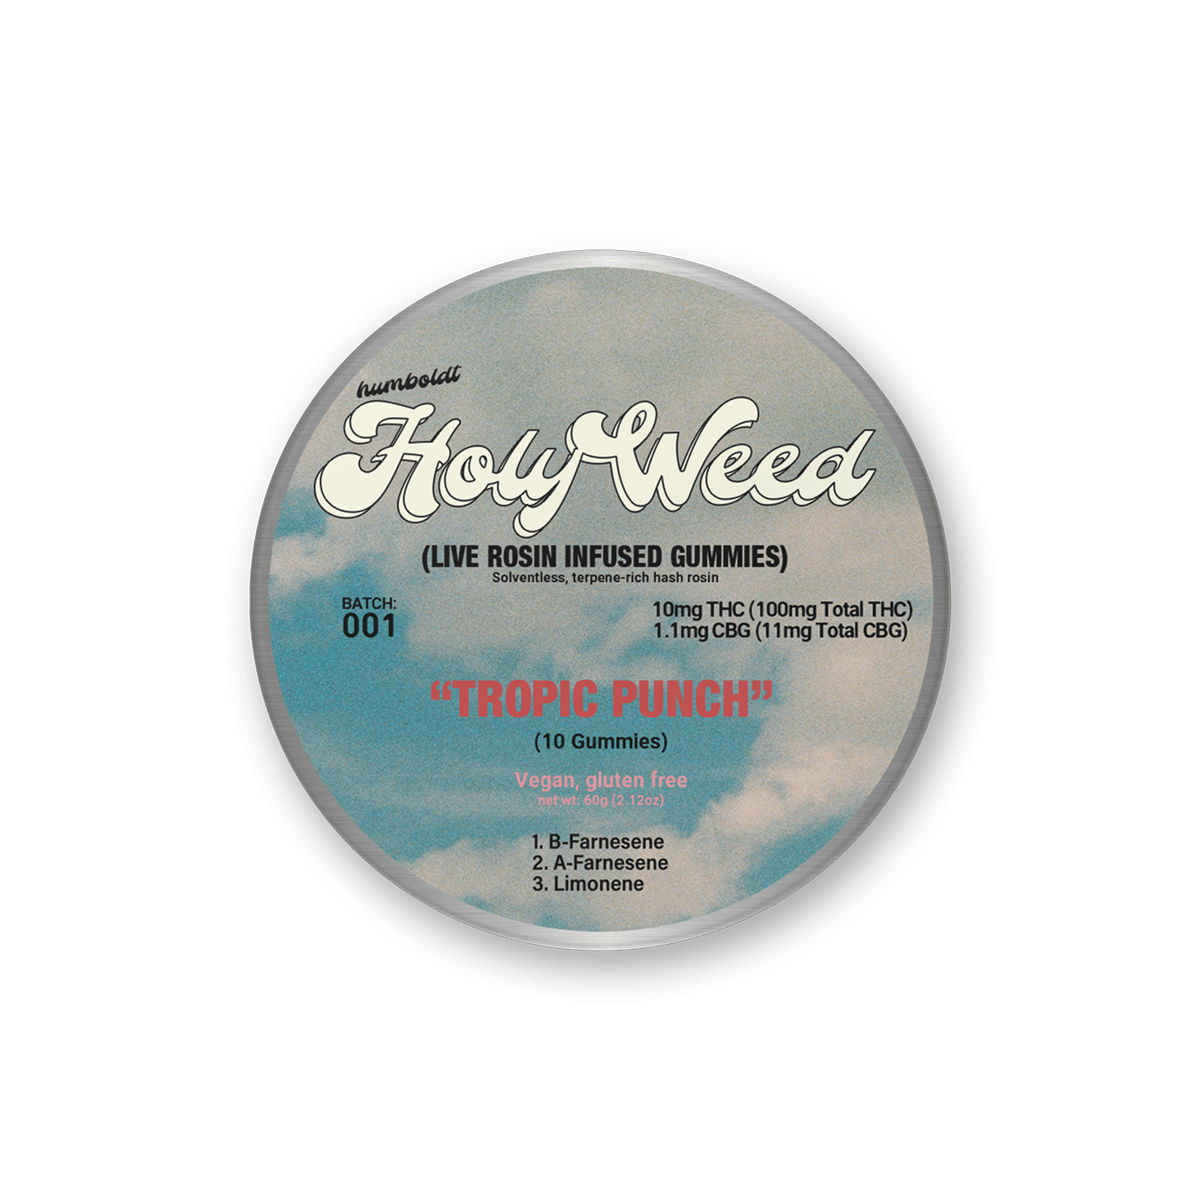 humboldt
Holy Weed
(LIVE ROSIN INFUSED GUMMIES)
Solventless, terpene-rich hash rosin
BATCH:
001
10mg THC (100mg Total THC)
1.1mg CBG (11mg Total CBG)
“TROPIC PUNCH”
(10 Gummies)
Vegan, gluten free
net wt: 60g (2.12oz)
1. B-Farnesene
2. A-Farnesene
3. Limonene